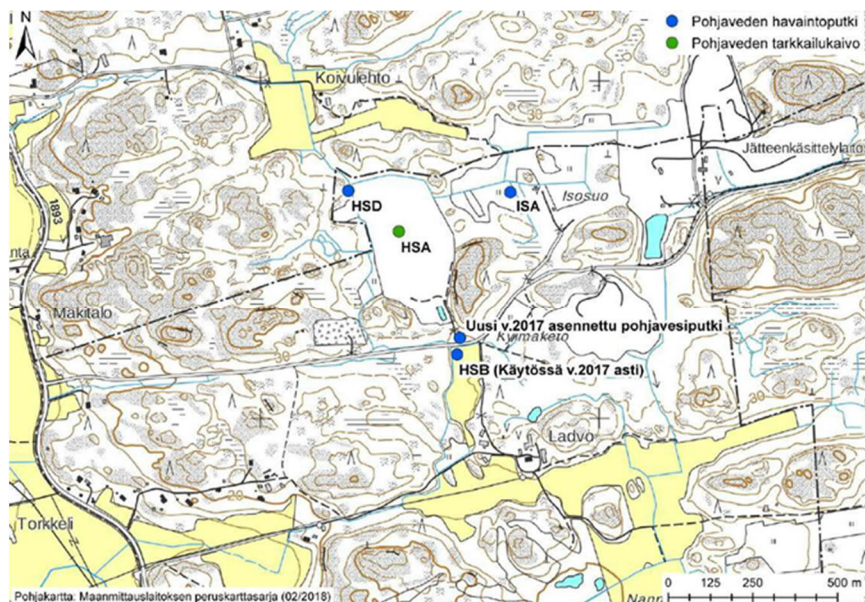 N
Pohjaveden havaintoputki
Pohjaveden tarkkailukaivo
Koivulehto
30
Jätteenkäsittelylaitos
HSD
ISA
Isosuo
1893
HSA
Mäkitalo
Uusi v.2017 asennettu pohjavesiputki
HSB (Käytössä v.2017 asti)
Ladvo
20
Torkkeli
Pohjakartta: Maanmittauslaitoksen peruskarttasarja (02/2018)
0 125 250 500 m